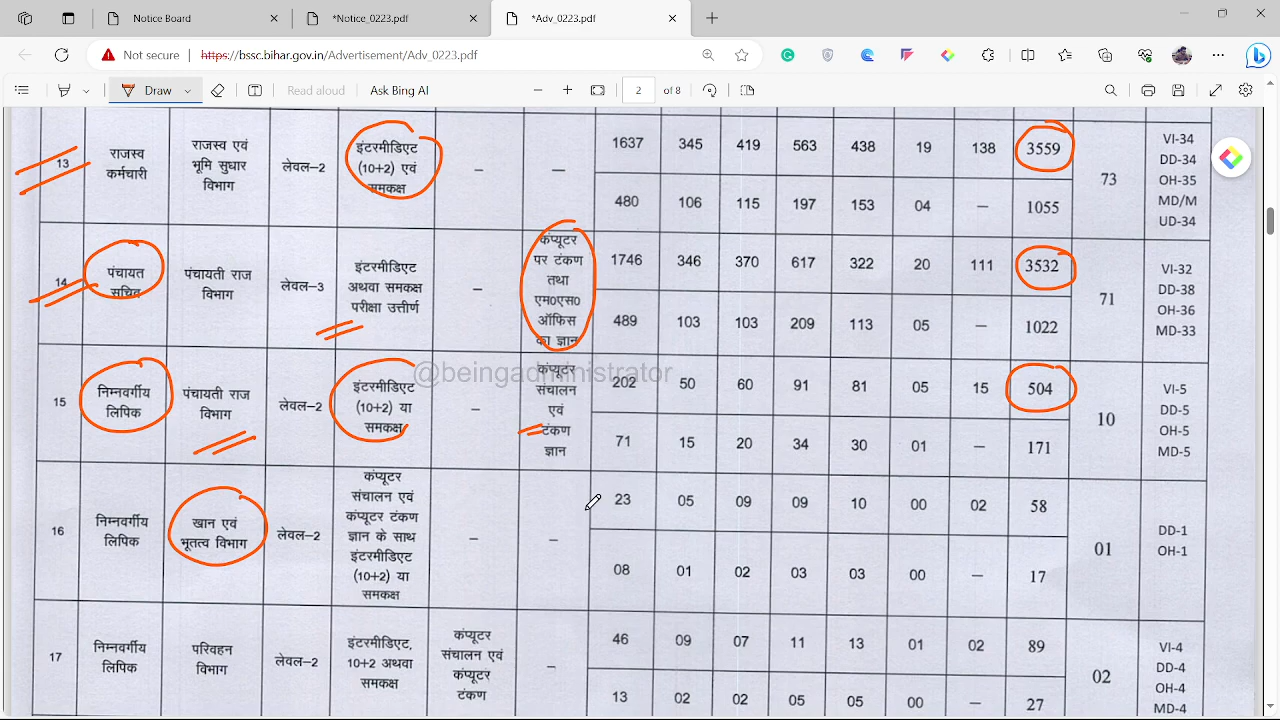 Notice Board
*Notice_0223.pdf
*Adv_0223.pdf
Not secure
https://bssc.bihar.gov.in/Advertisement/Adv_0223.pdf
Draw
Read aloud
Ask Bing AI
2
of 8
13
राजस्व
कर्मचारी
राजस्व एवं
भूमि सुधार
विभाग
लेवल–2
इंटरमीडिएट
(10+2) एवं
समकक्ष
–
—
1637 345 419 563 438 19 138 3559
480 106 115 197 153 04 – 1055
73
VI-34
DD-34
OH-35
MD/M
UD-34
14
पंचायत
सचिव
पंचायती राज
विभाग
लेवल–3
इंटरमीडिएट
अथवा समकक्ष
परीक्षा उत्तीर्ण
–
कंप्यूटर
पर टंकण
तथा
एम0एस0
ऑफिस
का ज्ञान
1746 346 370 617 322 20 111 3532
489 103 103 209 113 05 – 1022
71
VI-32
DD-38
OH-36
MD-33
@beingadministrator
15
निम्नवर्गीय
लिपिक
पंचायती राज
विभाग
लेवल–2
इंटरमीडिएट
(10+2) या
समकक्ष
–
कंप्यूटर
संचालन
एवं
टंकण
ज्ञान
202 50 60 91 81 05 15 504
71 15 20 34 30 01 – 171
10
VI-5
DD-5
OH-5
MD-5
16
निम्नवर्गीय
लिपिक
खान एवं
भूतत्व विभाग
लेवल–2
कंप्यूटर
संचालन एवं
कंप्यूटर टंकण
ज्ञान के साथ
इंटरमीडिएट
(10+2) या
समकक्ष
–
–
23 05 09 09 10 00 02 58
08 01 02 03 03 00 – 17
01
DD-1
OH-1
17
निम्नवर्गीय
लिपिक
परिवहन
विभाग
लेवल–2
इंटरमीडिएट,
10+2 अथवा
समकक्ष
कंप्यूटर
संचालन एवं
कंप्यूटर
टंकण
–
46 09 07 11 13 01 02 89
13 02 02 05 05 00 – 27
02
VI-4
DD-4
OH-4
MD-4